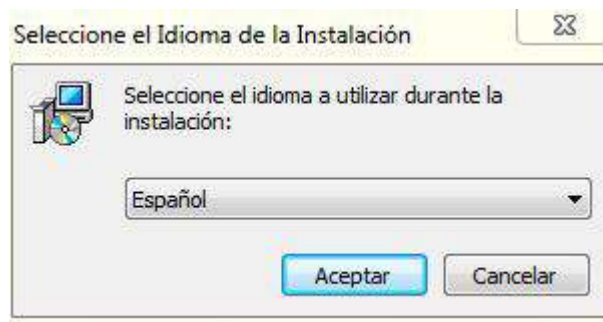 Seleccione el Idioma de la Instalación
Seleccione el idioma a utilizar durante la
instalación:
Español
Aceptar
Cancelar